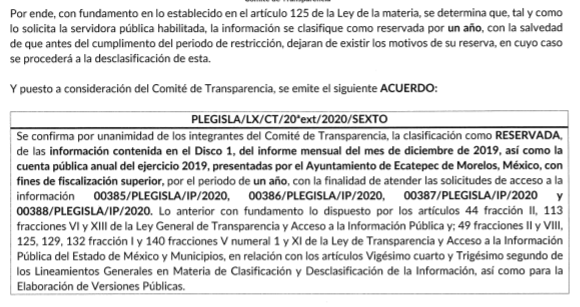 Por ende, con fundamento en lo establecido en el artículo 125 de la Ley de la materia, se determina que, tal y como
lo solicita la servidora pública habilitada, la información se clasifique como reservada por un año, con la salvedad
de que antes del cumplimento del periodo de restricción, dejaran de existir los motivos de su reserva, en cuyo caso
se procederá a la desclasificación de esta.
Y puesto a consideración del Comité de Transparencia, se emite el siguiente ACUERDO:
PLEGISLA/LX/CT/20ªext/2020/SEXTO
Se confirma por unanimidad de los integrantes del Comité de Transparencia, la clasificación como RESERVADA,
de las información contenida en el Disco 1, del informe mensual del mes de diciembre de 2019, así como la
cuenta pública anual del ejercicio 2019, presentadas por el Ayuntamiento de Ecatepec de Morelos, México, con
fines de fiscalización superior, por el periodo de un año, con la finalidad de atender las solicitudes de acceso a la
información 00385/PLEGISLA/IP/2020, 00386/PLEGISLA/IP/2020, 00387/PLEGISLA/IP/2020 y
00388/PLEGISLA/IP/2020. Lo anterior con fundamento lo dispuesto por los artículos 44 fracción II, 113
fracciones VI y XIII de la Ley General de Transparencia y Acceso a la Información Pública y; 49 fracciones II y VIII,
125, 129, 132 fracción I y 140 fracciones V numeral 1 y XI de la Ley de Transparencia y Acceso a la Información
Pública del Estado de México y Municipios, en relación con los artículos Vigésimo cuarto y Trigésimo segundo de
los Lineamientos Generales en Materia de Clasificación y Desclasificación de la Información, así como para la
Elaboración de Versiones Públicas.